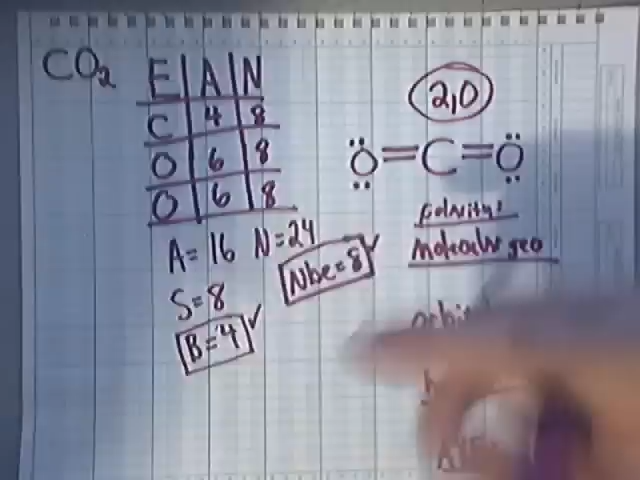 CO₂
E A N
C 4 8
O 6 8
O 6 8
A = 16 N = 24
S = 8
B = 4 ✓
Nbe = 8 ✓
2,0
O=C=O
polarity:
molecular geo